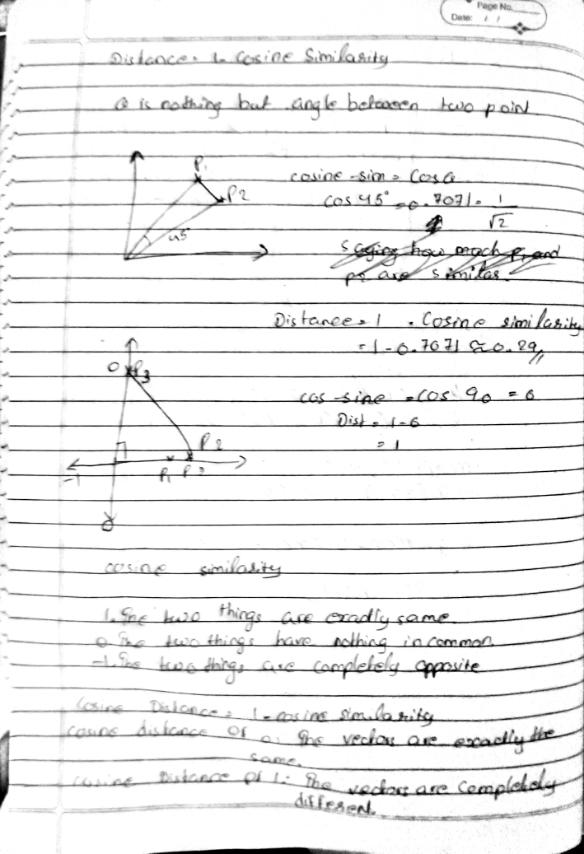 Page No.
Date: / /
Distance = 1 - Cosine Similarity
θ is nothing but angle between two point
P1
cosine-sim = Cos θ
P2
cos 45° = 0.7071 = 1/√2
45
saying how much P1 and
P2 are similar.
Distance = 1 - Cosine similarity
= 1 - 0.7071 ≈ 0.29
P3
cos-sine = cos 90 = 0
Dist = 1-0
= 1
P2
-1
P1 P2
cosine similarity
1. The two things are exactly same.
0 The two things have nothing in common
-1. The two things are completely opposite
Cosine Distance = 1 - cosine similarity
cosine distance of 0: The vectors are exactly the
same.
cosine Distance of 1: The vectors are completely
different.